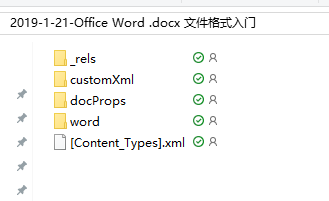 2019-1-21-Office Word .docx 文件格式入门
_rels
customXml
docProps
word
[Content_Types].xml